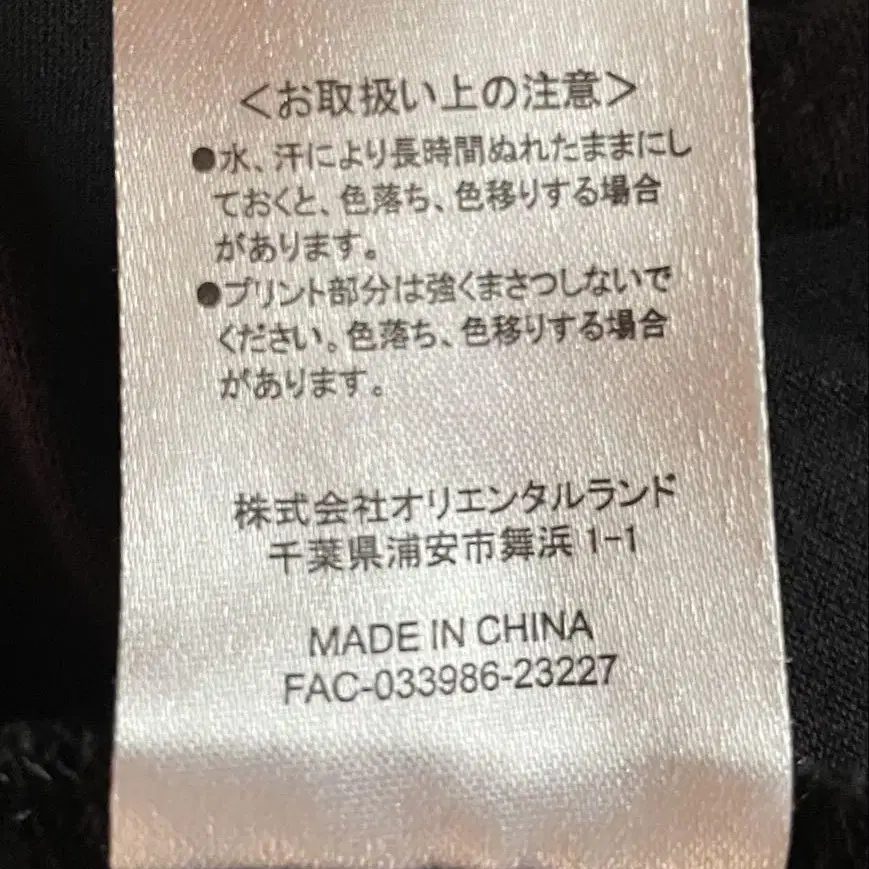 ＜お取扱い上の注意＞
●水、汗により長時間ぬれたままにし
ておくと、色落ち、色移りする場合
があります。
●プリント部分は強くまさつしないで
ください。色落ち、色移りする場合
があります。
株式会社オリエンタルランド
千葉県浦安市舞浜1-1
MADE IN CHINA
FAC-033986-23227